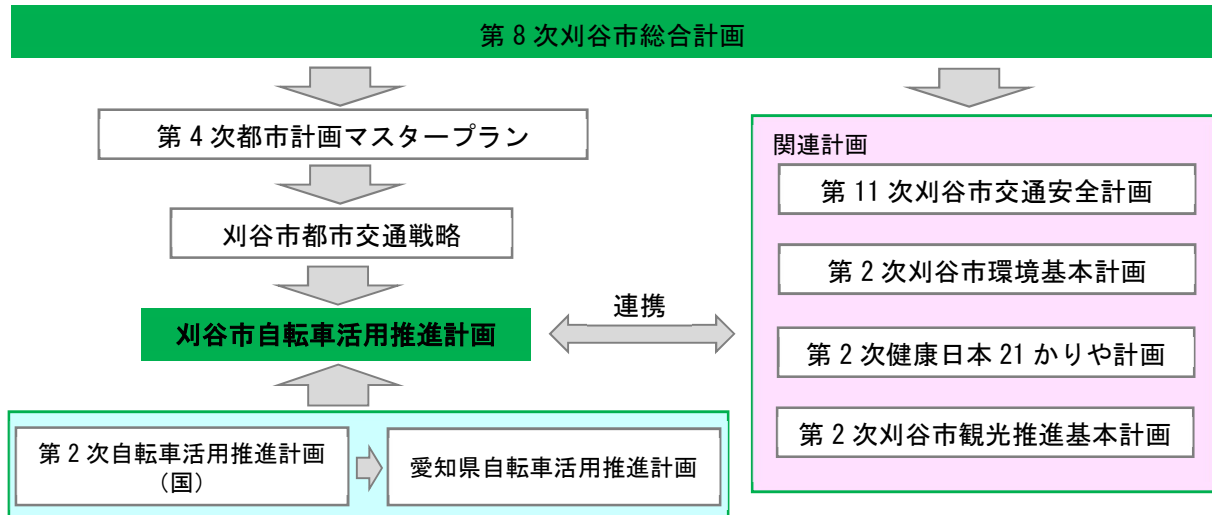 第8次刈谷市総合計画
第4次都市計画マスタープラン
刈谷市都市交通戦略
刈谷市自転車活用推進計画
連携
第2次自転車活用推進計画
(国)
愛知県自転車活用推進計画
関連計画
第11次刈谷市交通安全計画
第2次刈谷市環境基本計画
第2次健康日本21かりや計画
第2次刈谷市観光推進基本計画